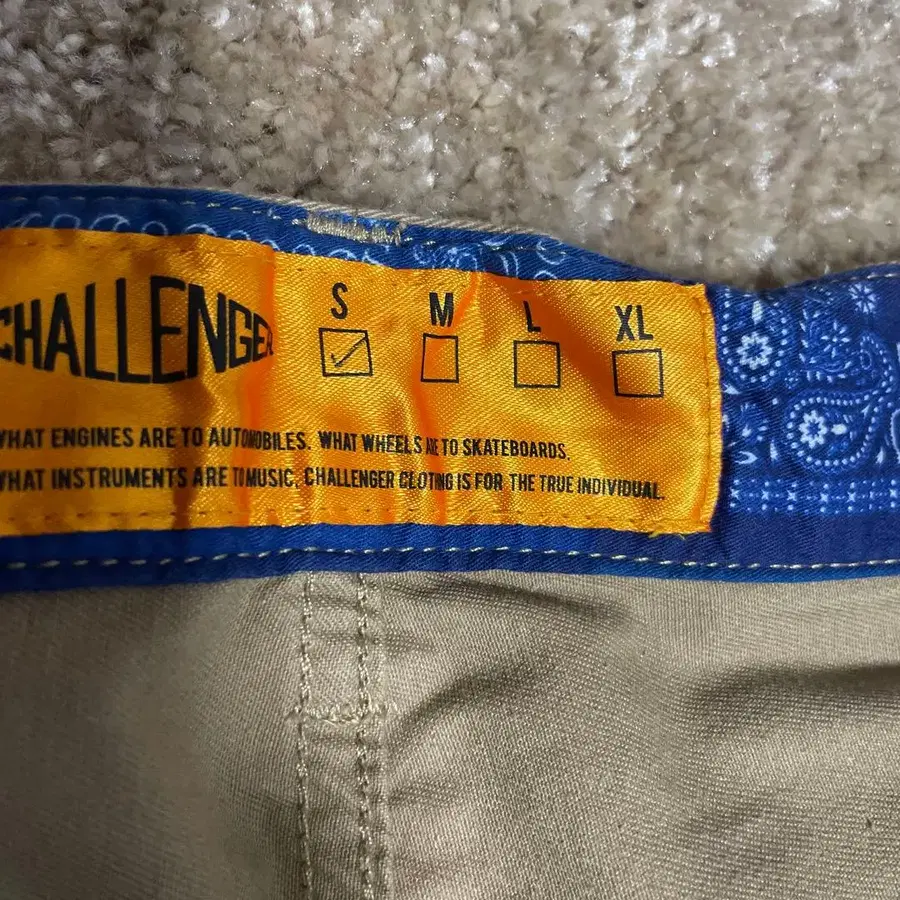 CHALLENGER
S M L XL
WHAT ENGINES ARE TO AUTOMOBILES. WHAT WHEELS ARE TO SKATEBOARDS.
WHAT INSTRUMENTS ARE TO MUSIC, CHALLENGER CLOTING IS FOR THE TRUE INDIVIDUAL.